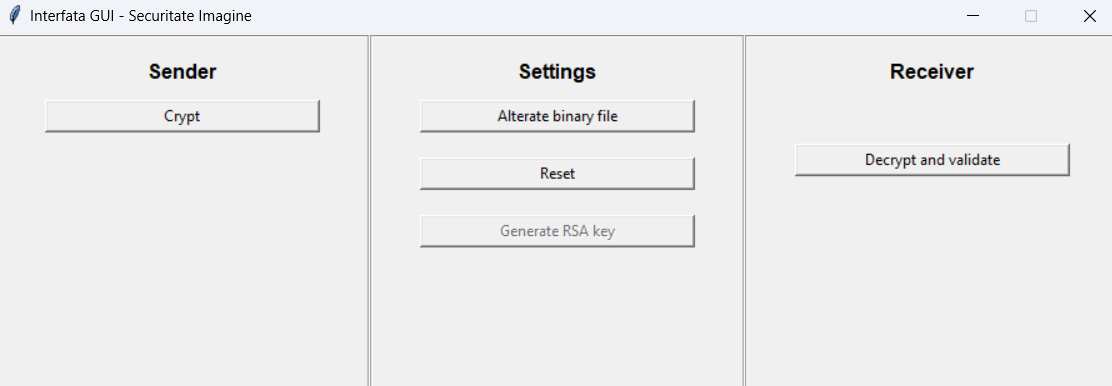 Interfata GUI - Securitate Imagine
Sender
Crypt
Settings
Alterate binary file
Reset
Generate RSA key
Receiver
Decrypt and validate